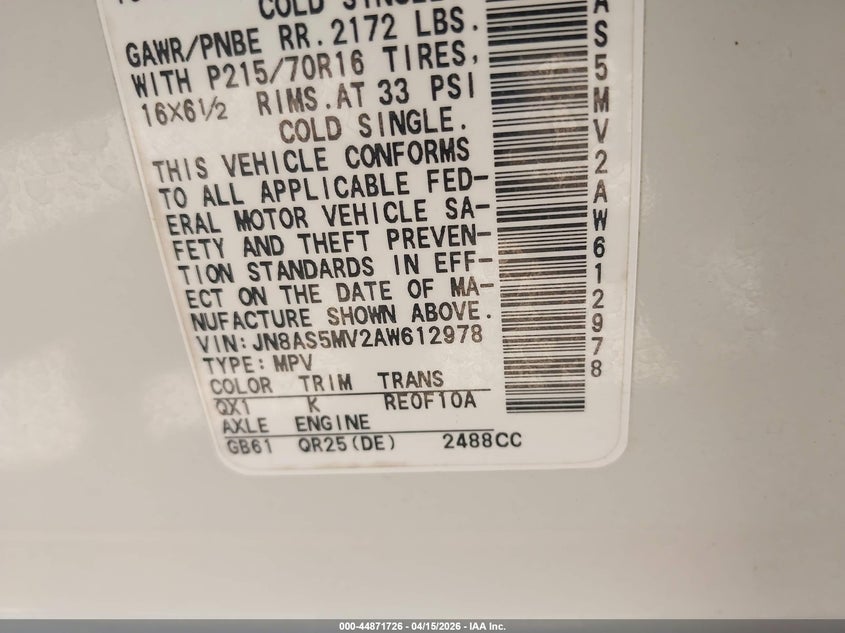 COLD SINGLE
GAWR/PNBE RR.2172 LBS.
WITH P215/70R16 TIRES,
16X6½ RIMS.AT 33 PSI
COLD SINGLE.
THIS VEHICLE CONFORMS
TO ALL APPLICABLE FED-
ERAL MOTOR VEHICLE SA-
FETY AND THEFT PREVEN-
TION STANDARDS IN EFF-
ECT ON THE DATE OF MA-
NUFACTURE SHOWN ABOVE.
VIN:JN8AS5MV2AW612978
TYPE:MPV
COLOR TRIM TRANS
QX1 K RE0F10A
AXLE ENGINE
GB61 QR25(DE) 2488CC
AS5MV2AW612978
000-44871726 - 04/15/2026 - IAA Inc.